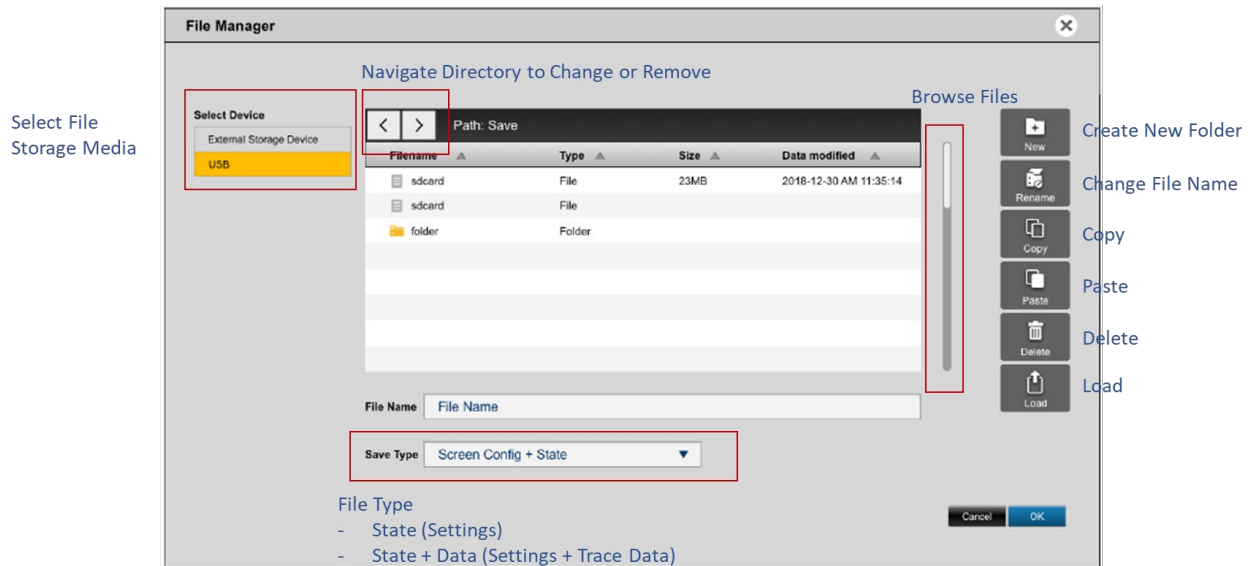 File Manager
Navigate Directory to Change or Remove
Browse Files
Select File
Storage Media
Select Device
External Storage Device
USB
Path: Save
Filename Type Size Data modified
sdcard File 23MB 2018-12-30 AM 11:35:14
sdcard File
folder Folder
New
Create New Folder
Rename
Change File Name
Copy
Copy
Paste
Paste
Delete
Delete
Load
Load
File Name File Name
Save Type Screen Config + State
File Type
- State (Settings)
- State + Data (Settings + Trace Data)
Cancel OK